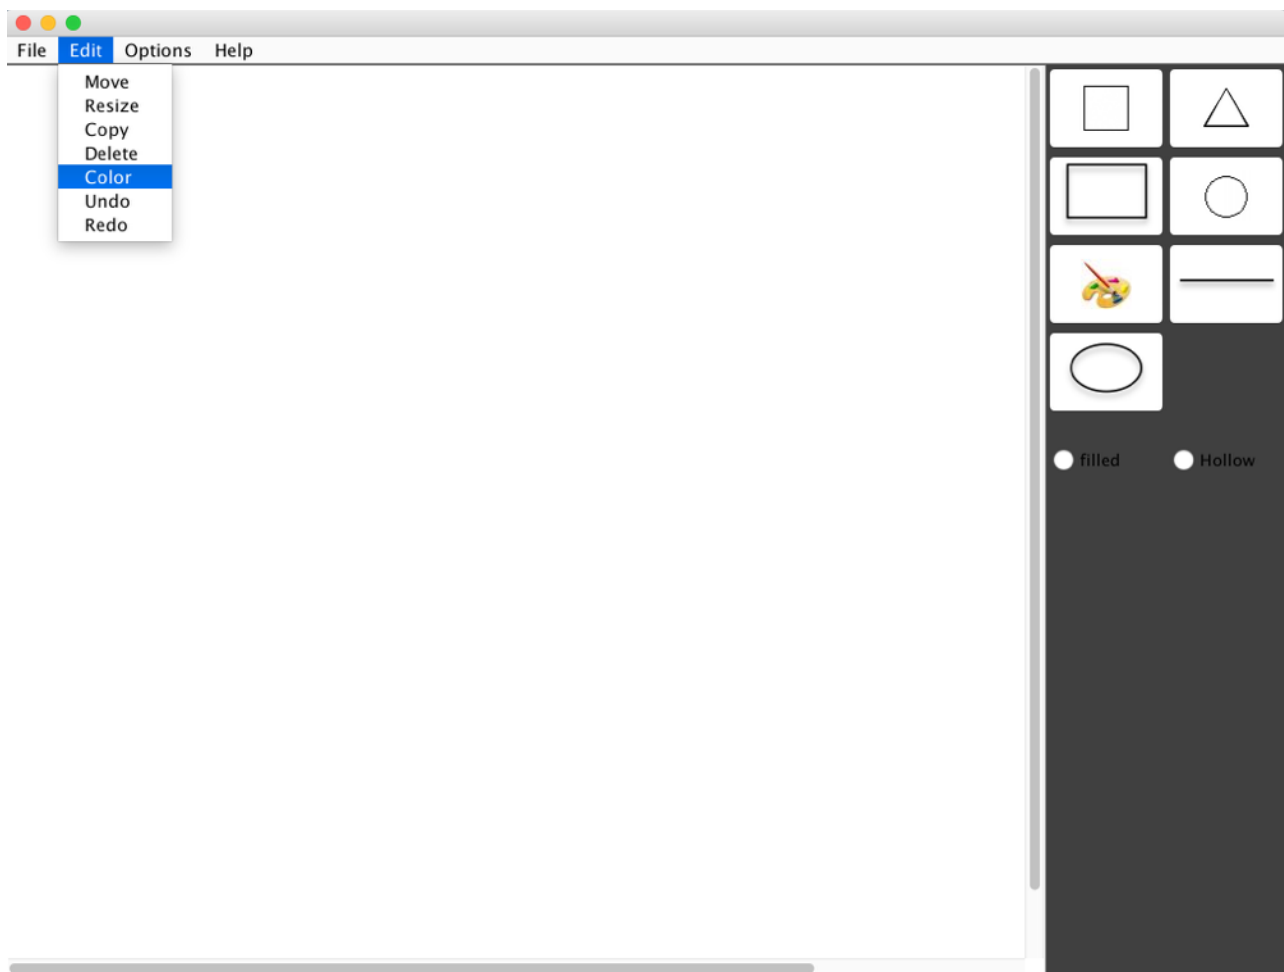 File Edit Options Help
Move
Resize
Copy
Delete
Color
Undo
Redo
filled Hollow